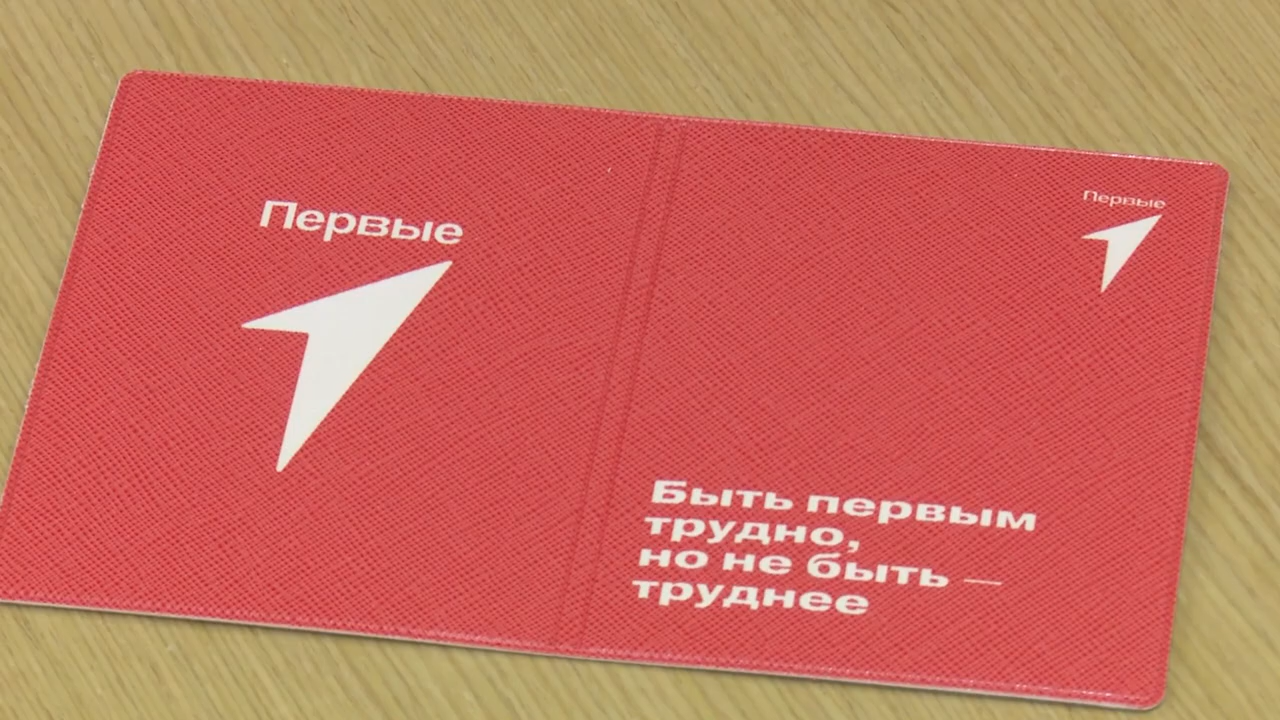 Первые
Первые
Быть первым
трудно,
но не быть —
труднее